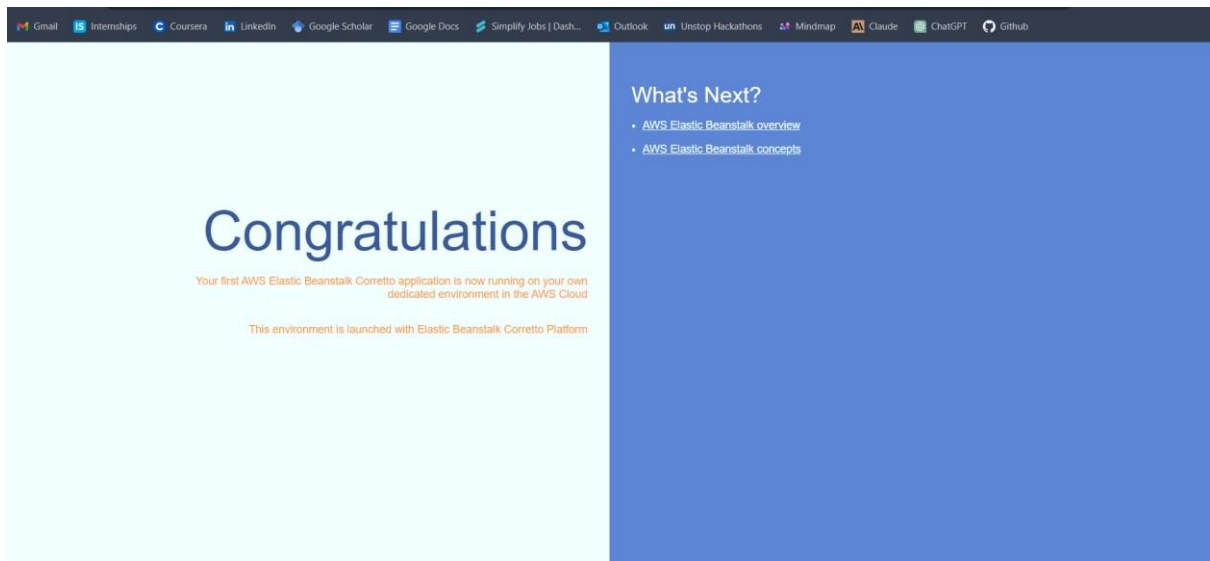 Gmail IS Internships C Coursera in LinkedIn Google Scholar Google Docs Simplify Jobs | Dash... Outlook un Unstop Hackathons Mindmap A\ Claude ChatGPT Github
Congratulations
Your first AWS Elastic Beanstalk Corretto application is now running on your own
dedicated environment in the AWS Cloud
This environment is launched with Elastic Beanstalk Corretto Platform
What's Next?
AWS Elastic Beanstalk overview
AWS Elastic Beanstalk concepts